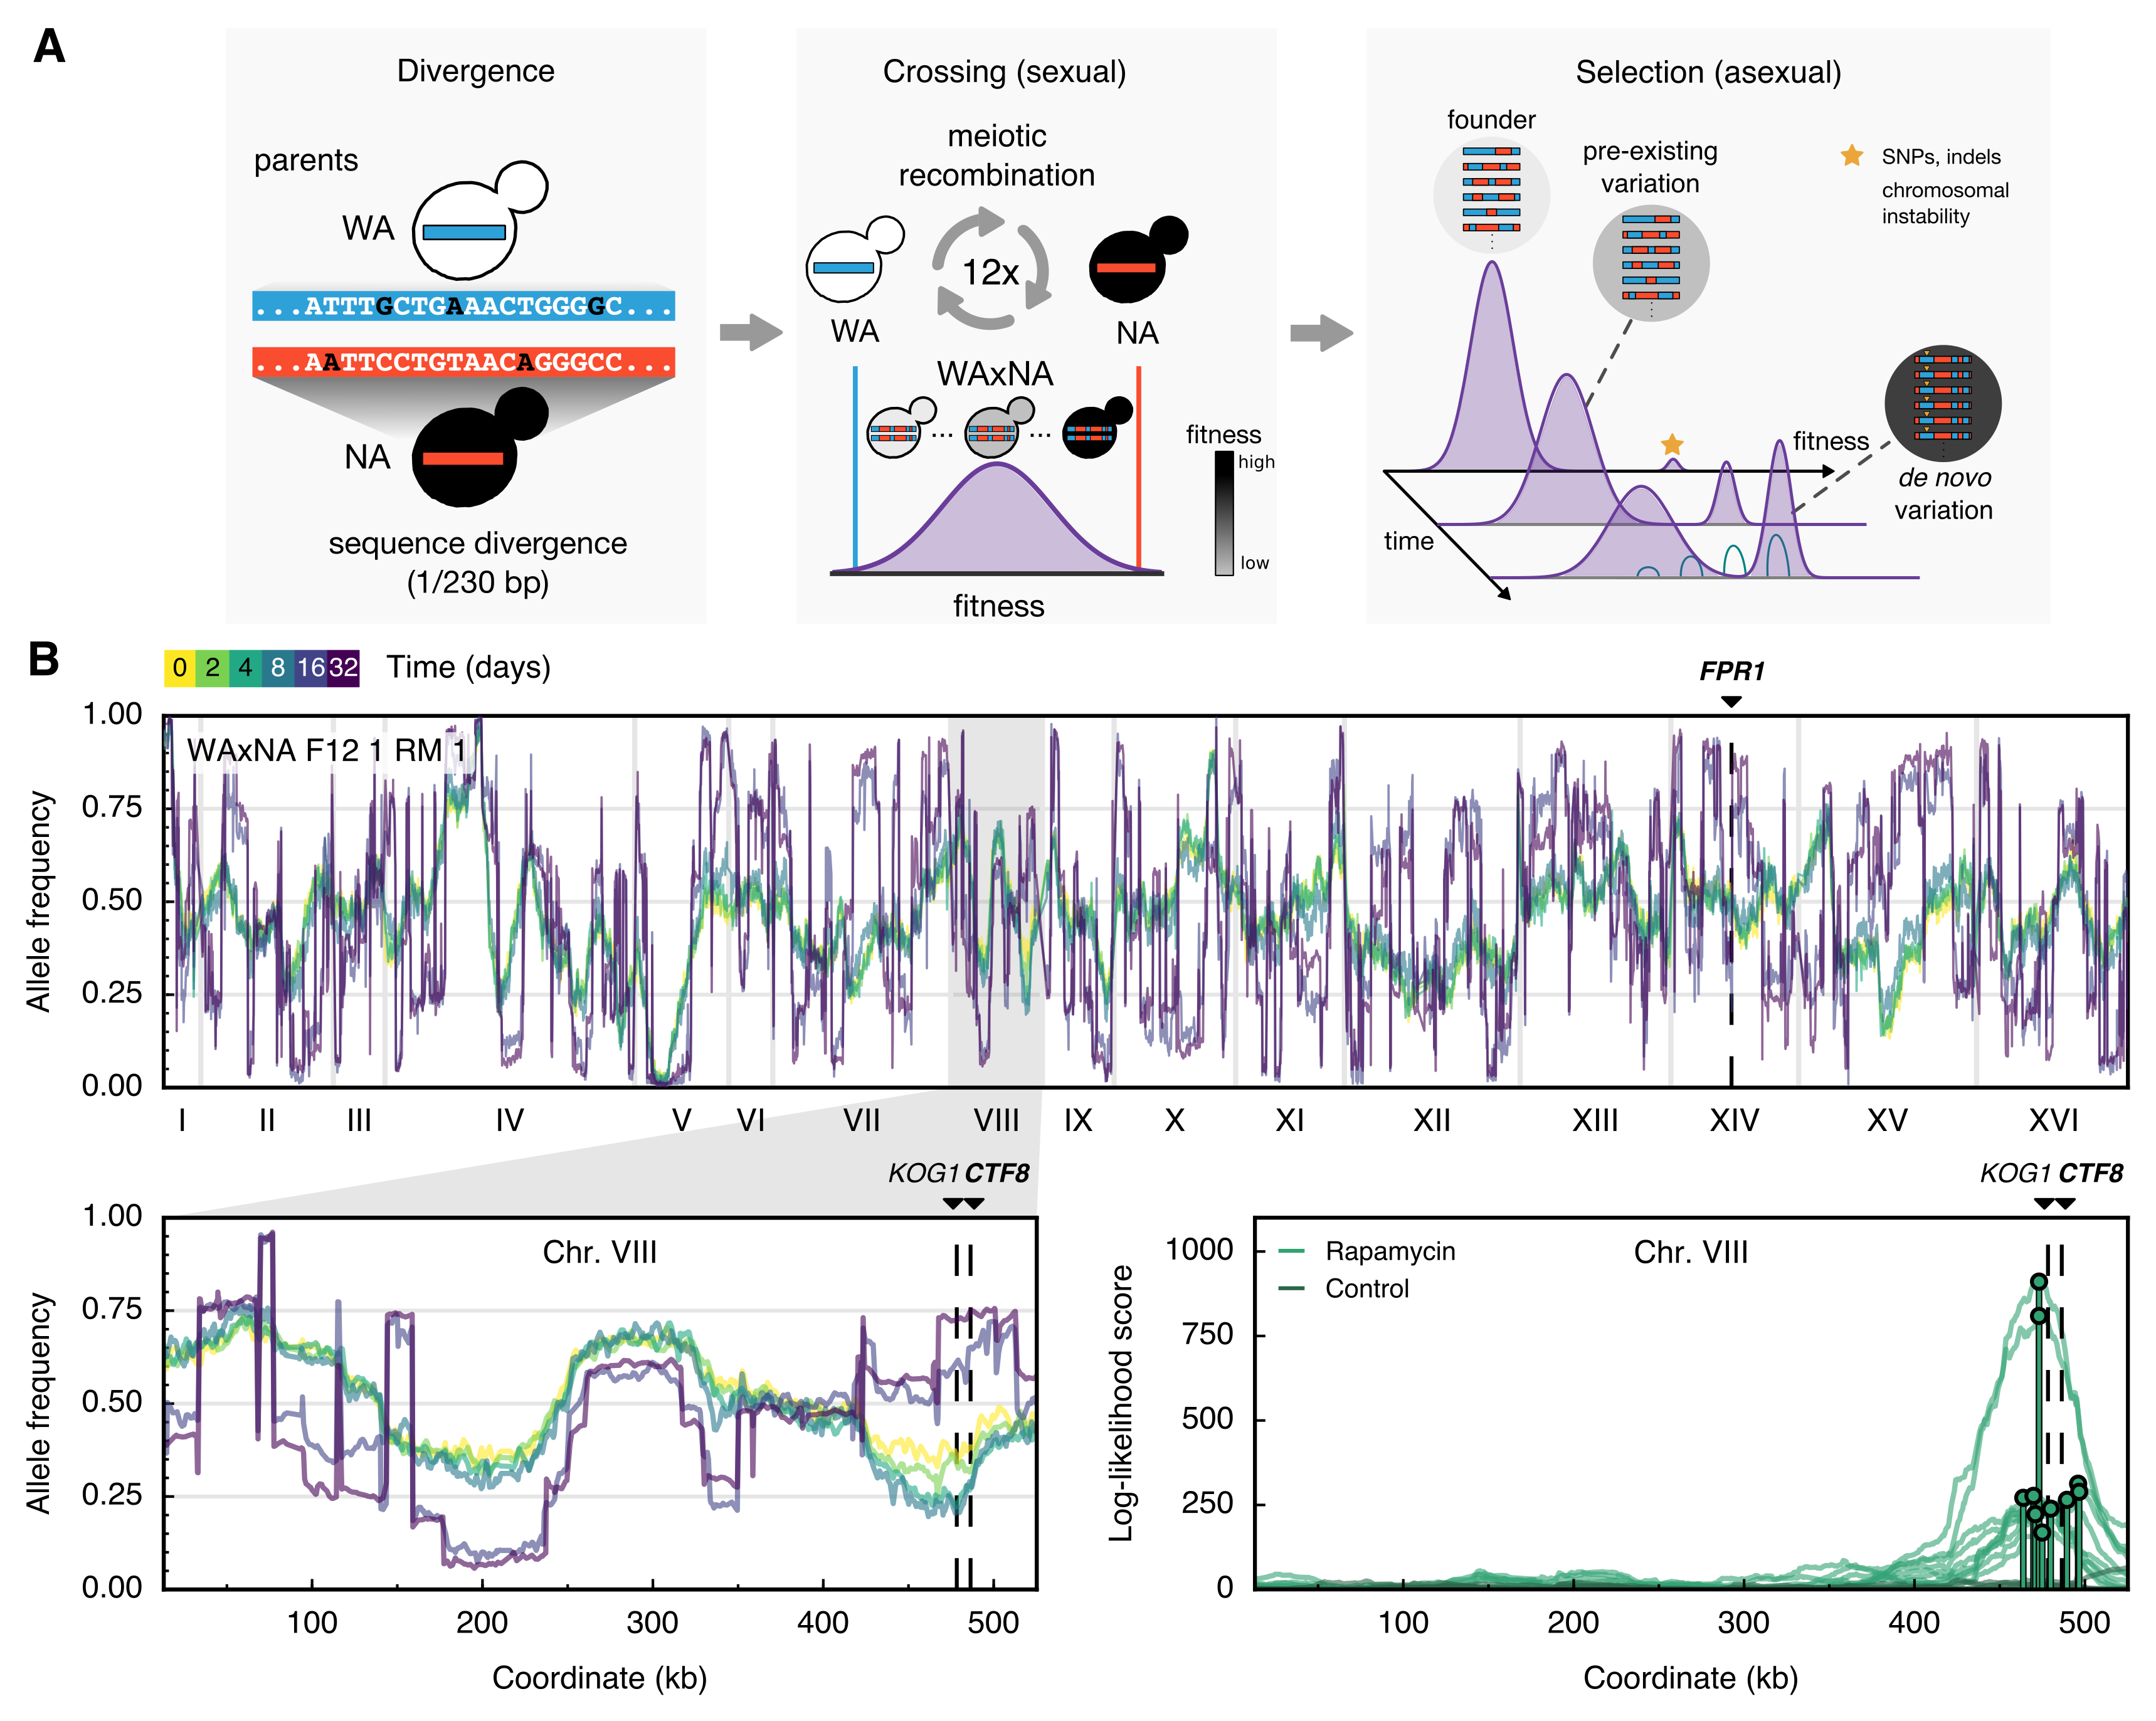 A
Divergence
parents
WA
...ATTTGCTGAAACTGGGGC...
...AATTCCTGTAACAGGGCC...
NA
sequence divergence
(1/230 bp)
Crossing (sexual)
meiotic
recombination
12x
WA
NA
WAxNA
... ...
fitness
high
low
fitness
Selection (asexual)
founder
pre-existing
variation
SNPs, indels
chromosomal
instability
fitness
de novo
variation
time
B
0 2 4 8 16 32 Time (days)
FPR1
WAxNA F12 1 RM 1
Allele frequency
1.00
0.75
0.50
0.25
0.00
I II III IV V VI VII VIII IX X XI XII XIII XIV XV XVI
KOG1 CTF8
Chr. VIII
Allele frequency
1.00
0.75
0.50
0.25
0.00
100 200 300 400 500
Coordinate (kb)
KOG1 CTF8
Rapamycin
Control
Chr. VIII
Log-likelihood score
1000
750
500
250
0
100 200 300 400 500
Coordinate (kb)